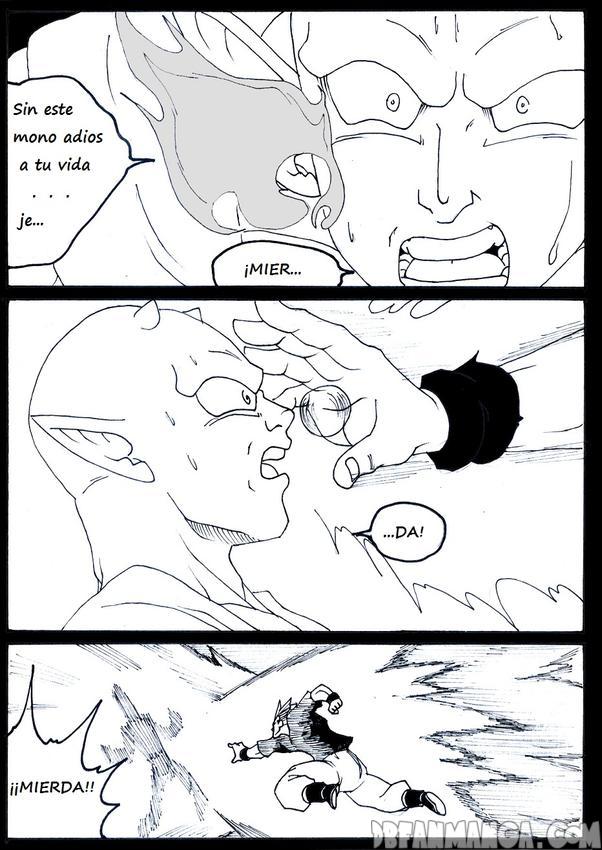 Sin este
mono adios
a tu vida
. . .
je...
¡MIER...
...DA!
¡¡MIERDA!!
DBFANMANGA.COM